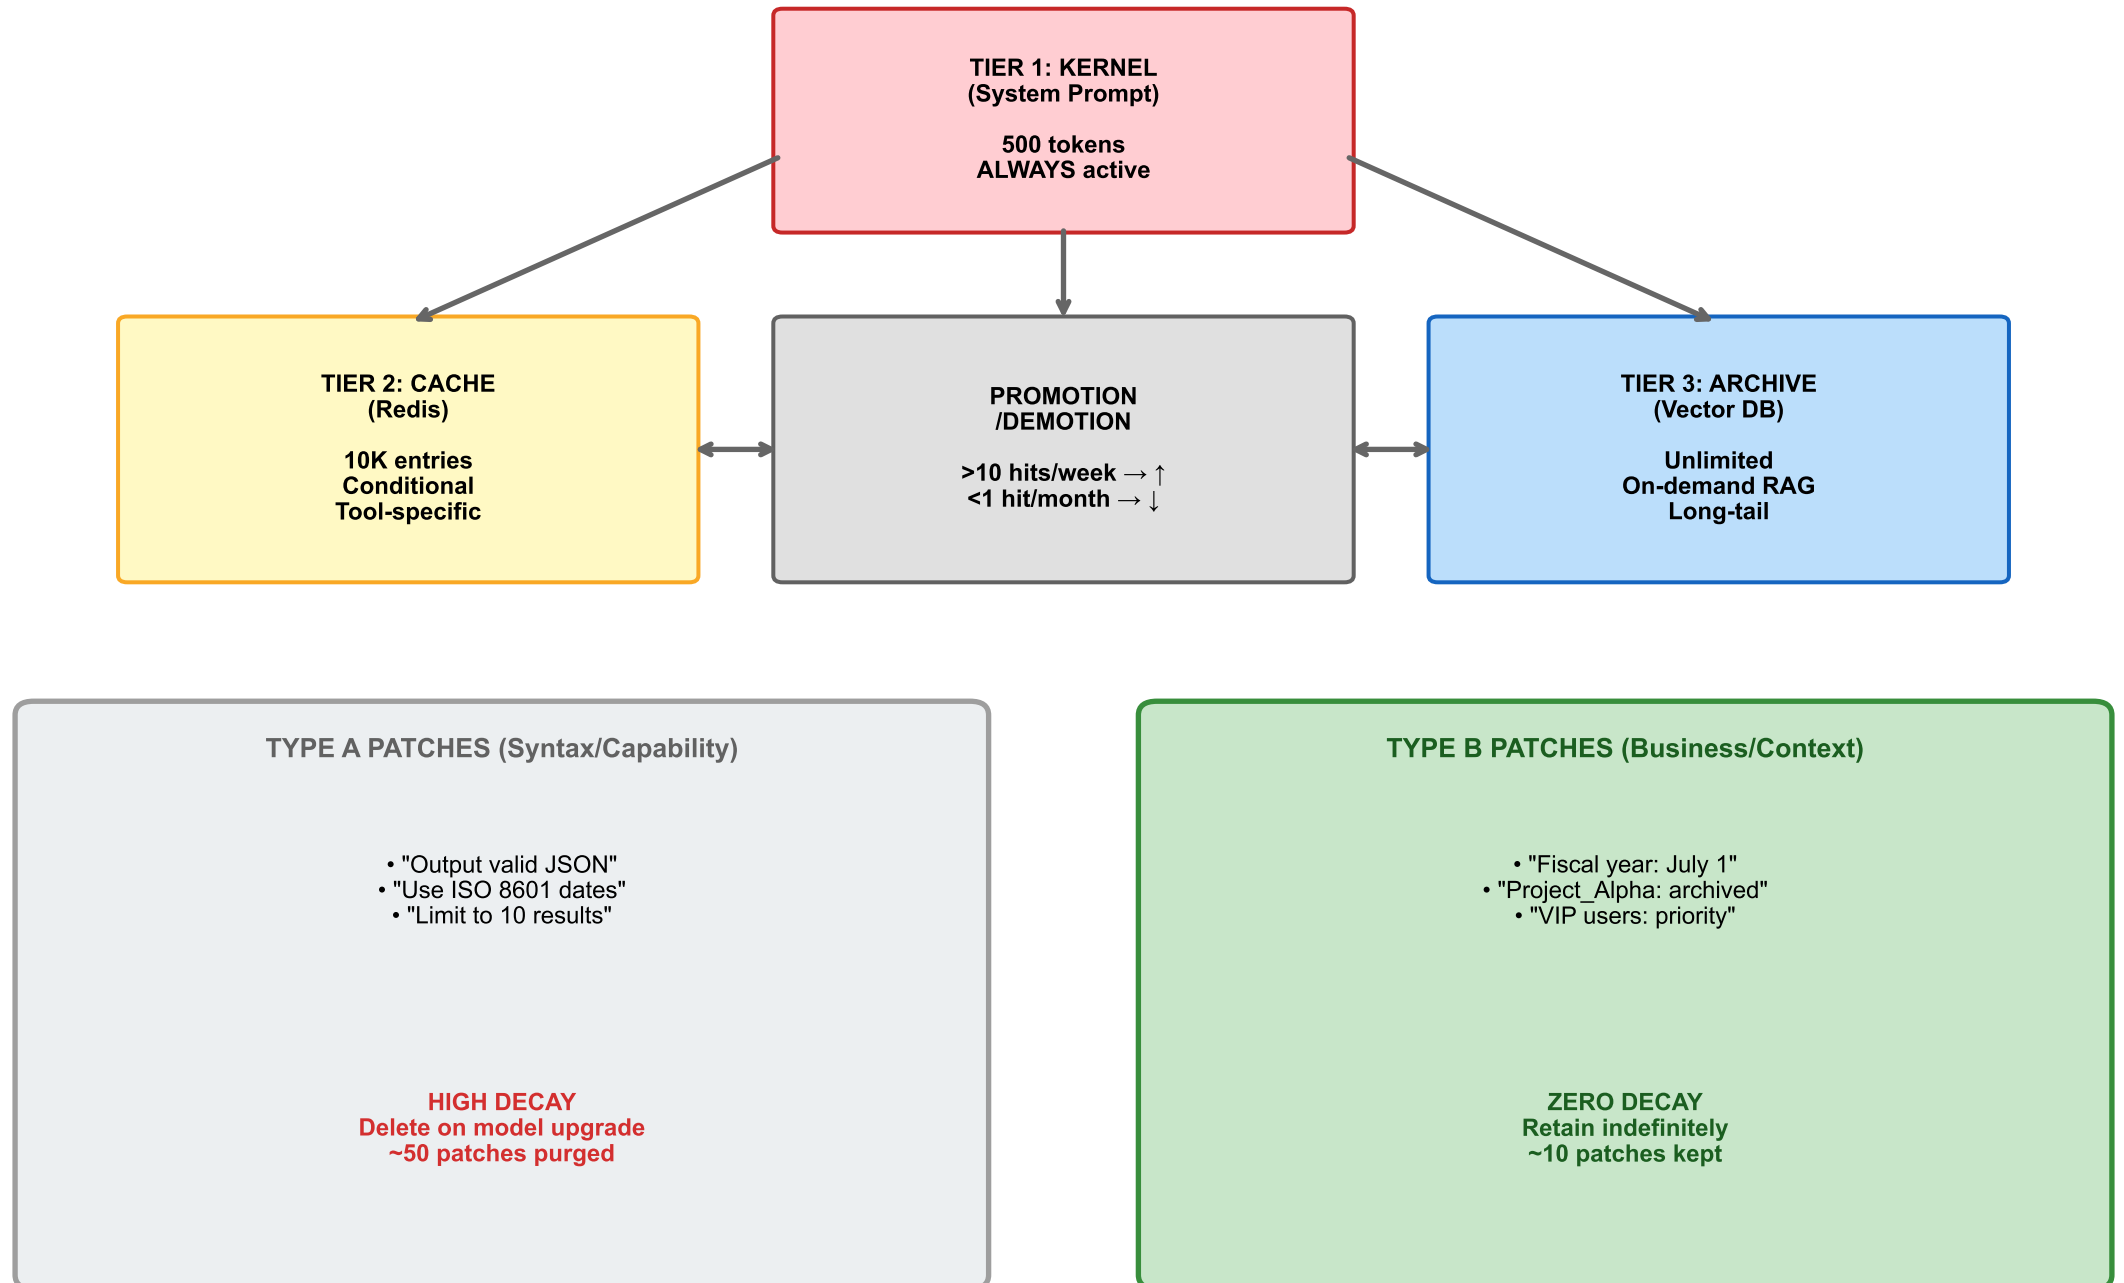 TIER 1: KERNEL
(System Prompt)
500 tokens
ALWAYS active
TIER 2: CACHE
(Redis)
10K entries
Conditional
Tool-specific
PROMOTION
/DEMOTION
>10 hits/week → ↑
<1 hit/month → ↓
TIER 3: ARCHIVE
(Vector DB)
Unlimited
On-demand RAG
Long-tail
TYPE A PATCHES (Syntax/Capability)
• "Output valid JSON"
• "Use ISO 8601 dates"
• "Limit to 10 results"
HIGH DECAY
Delete on model upgrade
~50 patches purged
TYPE B PATCHES (Business/Context)
• "Fiscal year: July 1"
• "Project_Alpha: archived"
• "VIP users: priority"
ZERO DECAY
Retain indefinitely
~10 patches kept